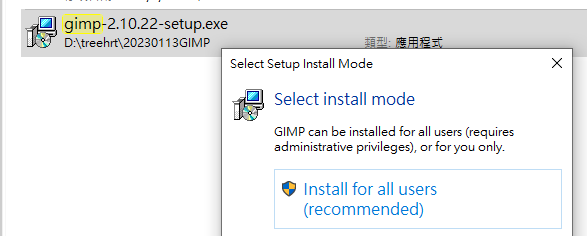 gimp-2.10.22-setup.exe
D:\treehrt\20230113GIMP
類型: 應用程式
Select Setup Install Mode
Select install mode
GIMP can be installed for all users (requires
administrative privileges), or for you only.
Install for all users
(recommended)